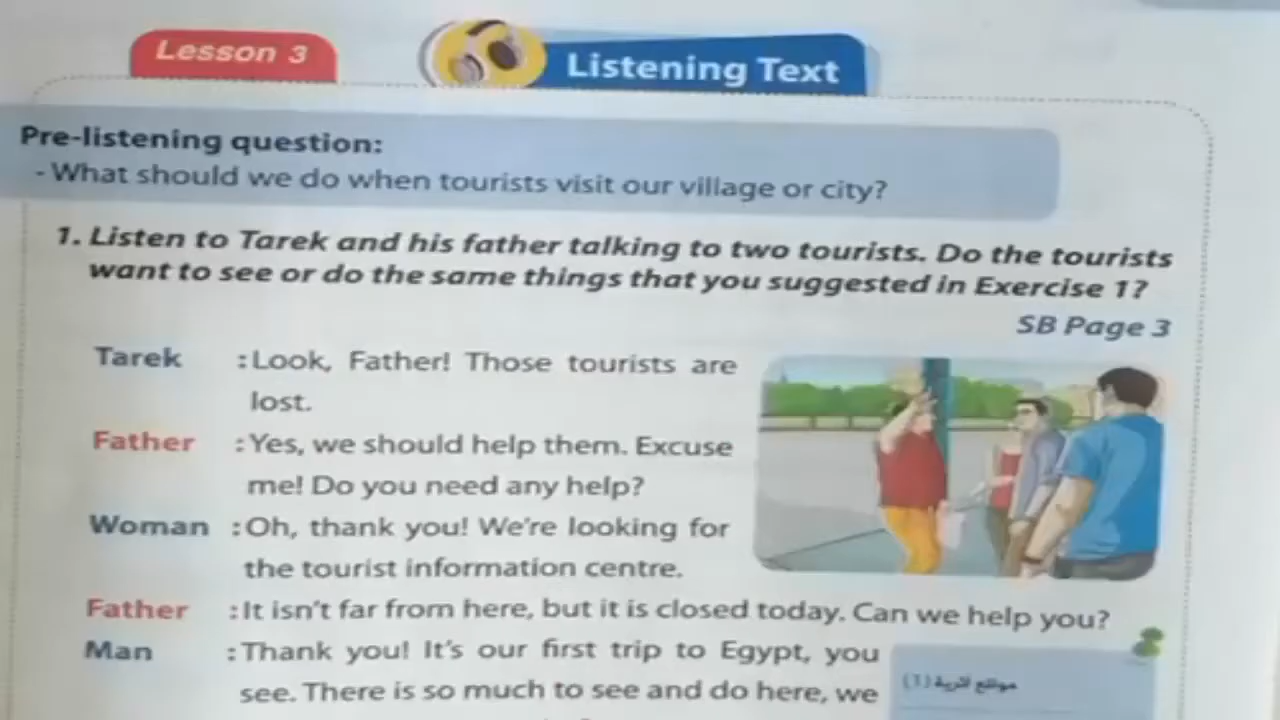 Lesson 3
Listening Text
Pre-listening question:
- What should we do when tourists visit our village or city?
1. Listen to Tarek and his father talking to two tourists. Do the tourists
want to see or do the same things that you suggested in Exercise 1?
SB Page 3
Tarek : Look, Father! Those tourists are
lost.
Father : Yes, we should help them. Excuse
me! Do you need any help?
Woman : Oh, thank you! We're looking for
the tourist information centre.
Father : It isn't far from here, but it is closed today. Can we help you?
Man : Thank you! It's our first trip to Egypt, you
see. There is so much to see and do here, we
مواقع أثرية (1)